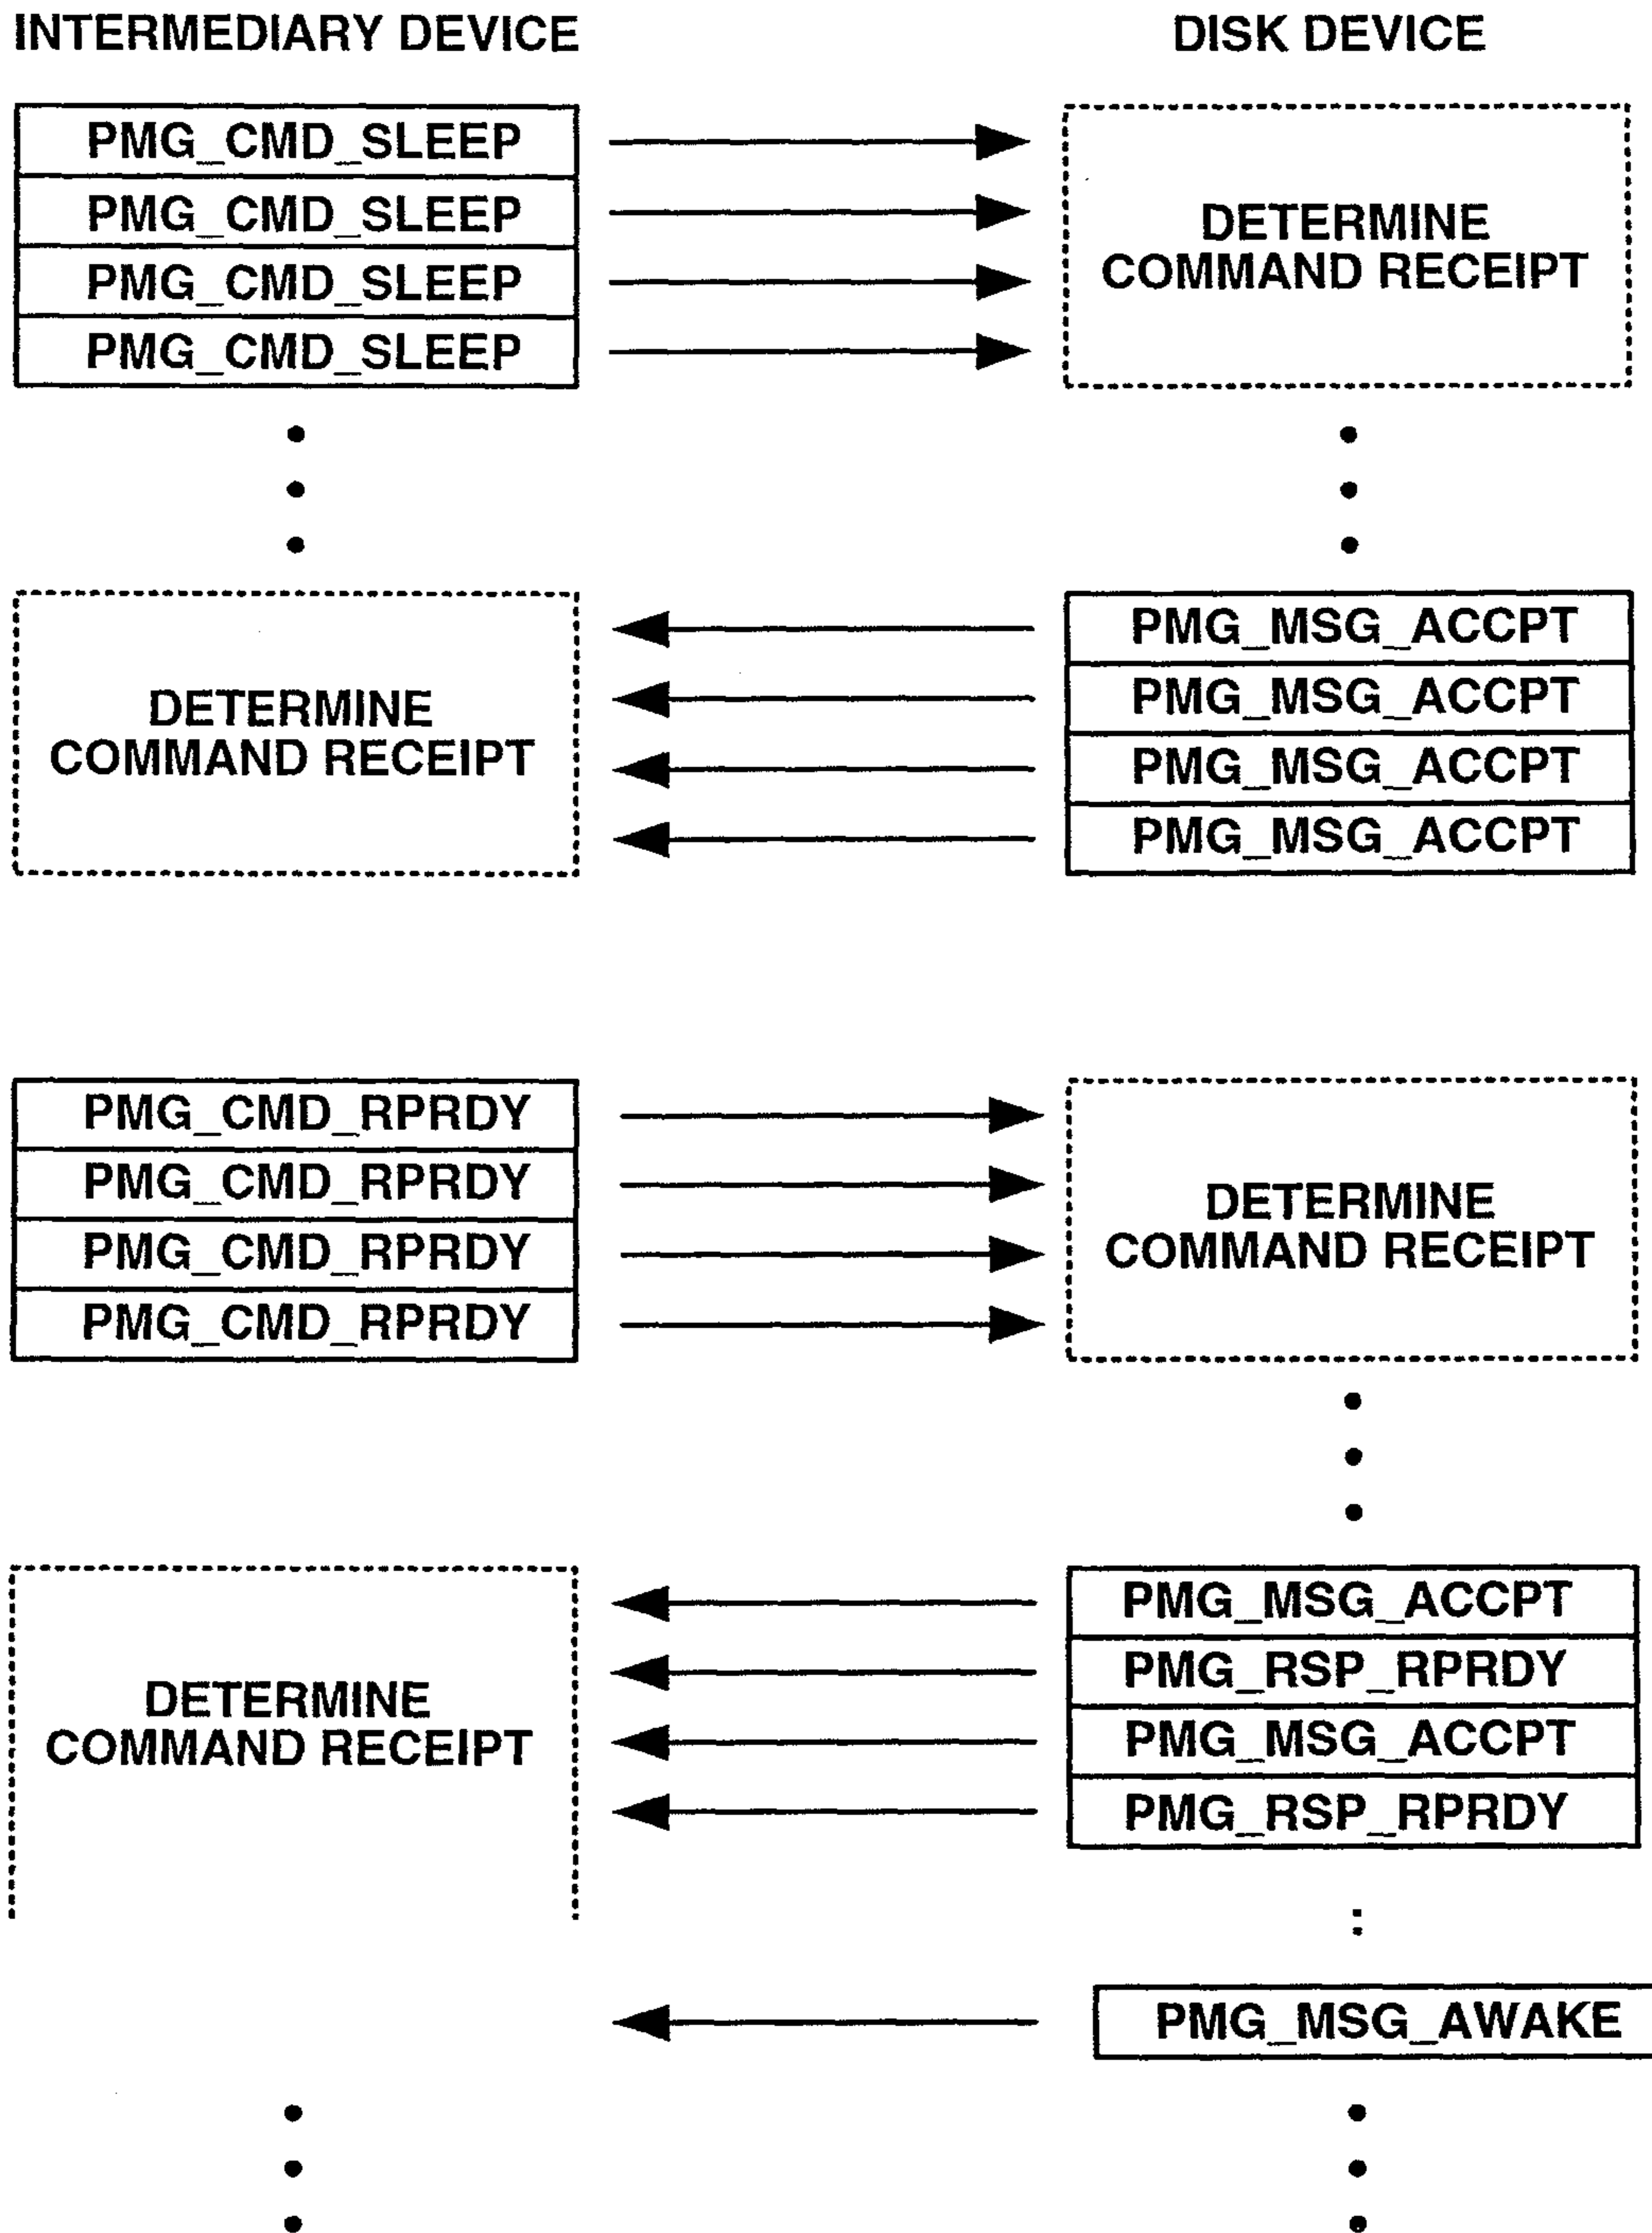 INTERMEDIARY DEVICE
DISK DEVICE
PMG_CMD_SLEEP
PMG_CMD_SLEEP
PMG_CMD_SLEEP
PMG_CMD_SLEEP
DETERMINE
COMMAND RECEIPT
DETERMINE
COMMAND RECEIPT
PMG_MSG_ACCPT
PMG_MSG_ACCPT
PMG_MSG_ACCPT
PMG_MSG_ACCPT
PMG_CMD_RPRDY
PMG_CMD_RPRDY
PMG_CMD_RPRDY
PMG_CMD_RPRDY
DETERMINE
COMMAND RECEIPT
DETERMINE
COMMAND RECEIPT
PMG_MSG_ACCPT
PMG_RSP_RPRDY
PMG_MSG_ACCPT
PMG_RSP_RPRDY
PMG_MSG_AWAKE